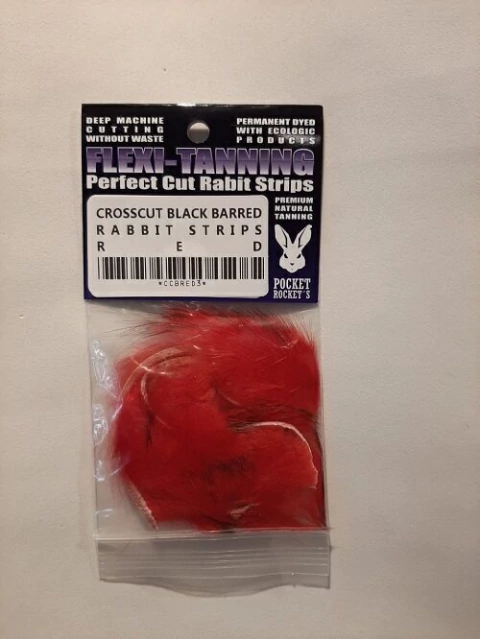 DEEP MACHINE
CUTTING
WITHOUT WASTE
PERMANENT DYED
WITH ECOLOGIC
PRODUCTS
FLEXI-TANNING
Perfect Cut Rabit Strips
PREMIUM
NATURAL
TANNING
CROSSCUT BLACK BARRED
RABBIT STRIPS
RED
*CCBRED3*
POCKET
ROCKET´S